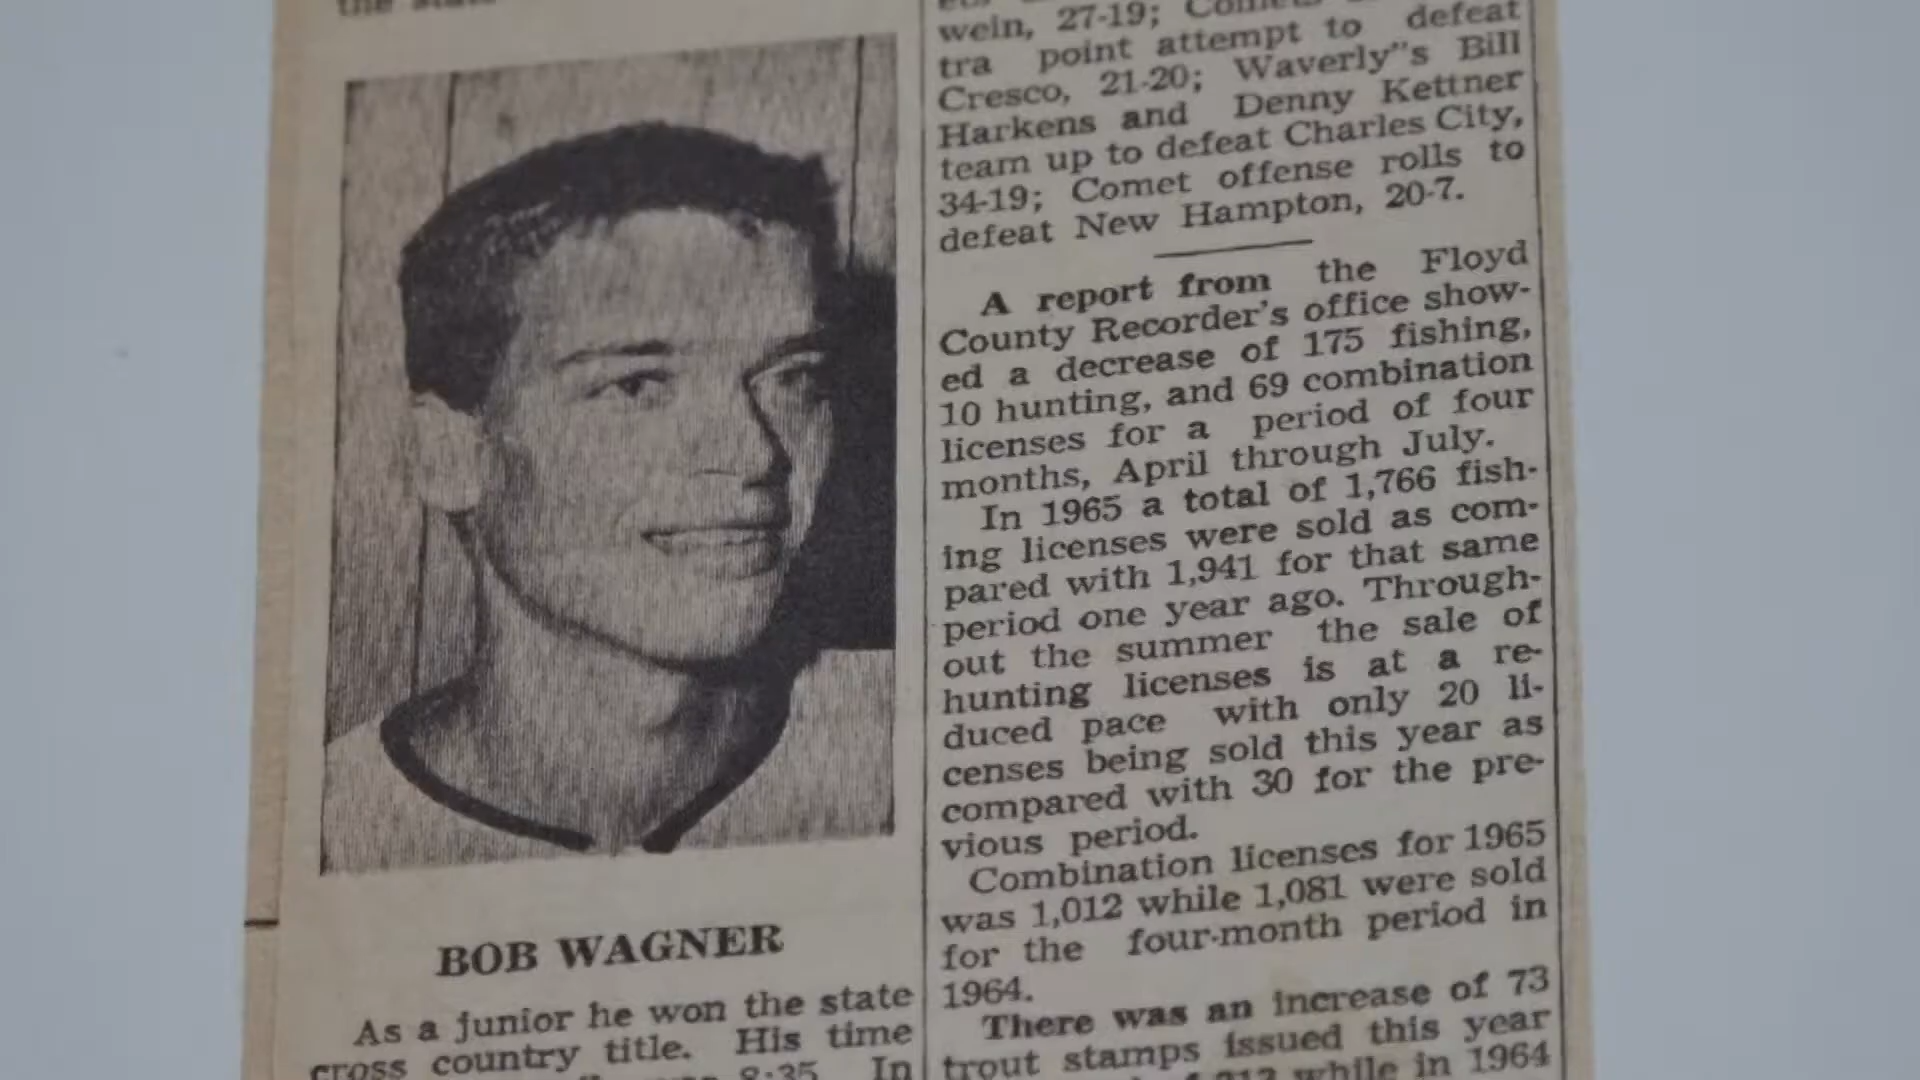 the state
BOB WAGNER
As a junior he won the state
cross country title. His time
8:35. In
wein, 27-19; Comets
tra point attempt to defeat
Cresco, 21-20; Waverly"s Bill
Harkens and Denny Kettner
team up to defeat Charles City,
34-19; Comet offense rolls to
defeat New Hampton, 20-7.
A report from the Floyd
County Recorder's office show-
ed a decrease of 175 fishing,
10 hunting, and 69 combination
licenses for a period of four
months, April through July.
In 1965 a total of 1,766 fish-
ing licenses were sold as com-
pared with 1,941 for that same
period one year ago. Through-
out the summer the sale of
hunting licenses is at a re-
duced pace with only 20 li-
censes being sold this year as
compared with 30 for the pre-
vious period.
Combination licenses for 1965
was 1,012 while 1,081 were sold
for the four-month period in
1964.
There was an increase of 73
trout stamps issued this year
while in 1964